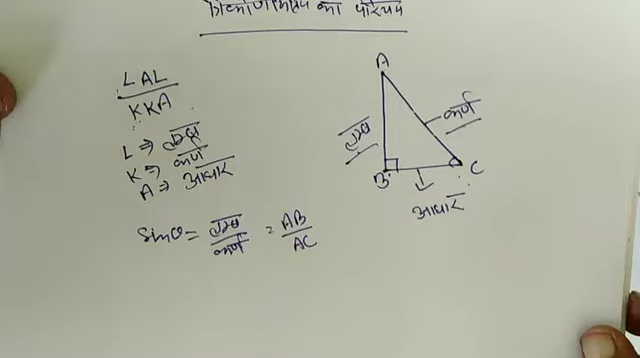 त्रिकोणमिति का परिचय
LAL
KKA
L ⇒ लम्ब
K ⇒ कर्ण
A ⇒ आधार
sinθ = लम्ब/कर्ण = AB/AC
A
लम्ब
कर्ण
B
C
आधार